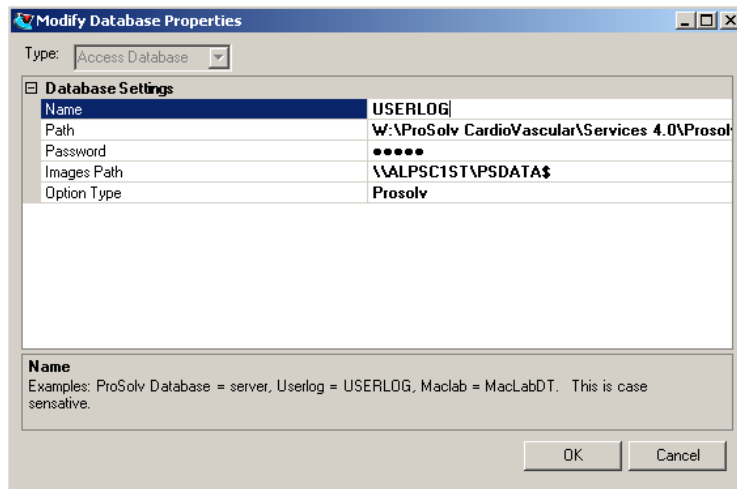 Modify Database Properties
Type: Access Database
Database Settings
Name USERLOG
Path W:\ProSolv CardioVascular\Services 4.0\Prosol
Password ●●●●●
Images Path \\ALPSC1ST\PSDATA$
Option Type Prosolv
Name
Examples: ProSolv Database = server, Userlog = USERLOG, Maclab = MacLabDT. This is case
sensative.
OK Cancel